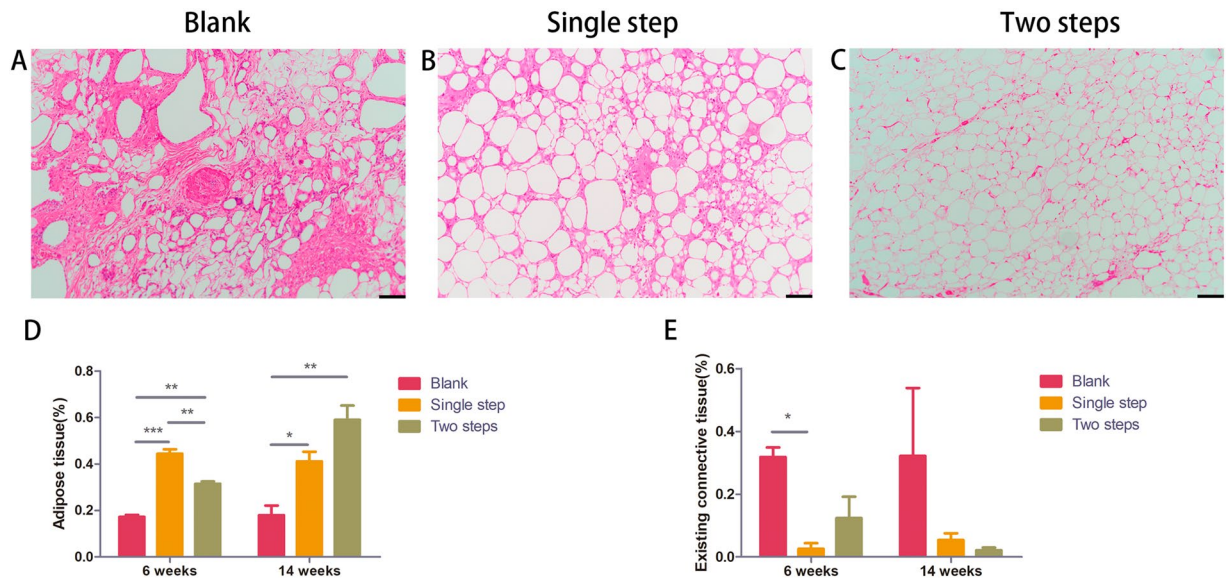 Blank Single step Two steps
A B C
D
Adipose tissue(%)
0.8
0.6
0.4
0.2
0.0
** ** *** ** *
6 weeks 14 weeks
Blank
Single step
Two steps
E
Existing connective tissue(%)
0.6
0.4
0.2
0.0
*
6 weeks 14 weeks
Blank
Single step
Two steps